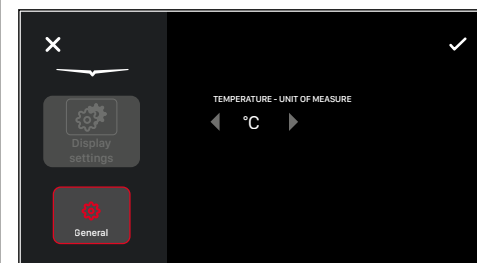 TEMPERATURE - UNIT OF MEASURE
°C
Display
settings
General